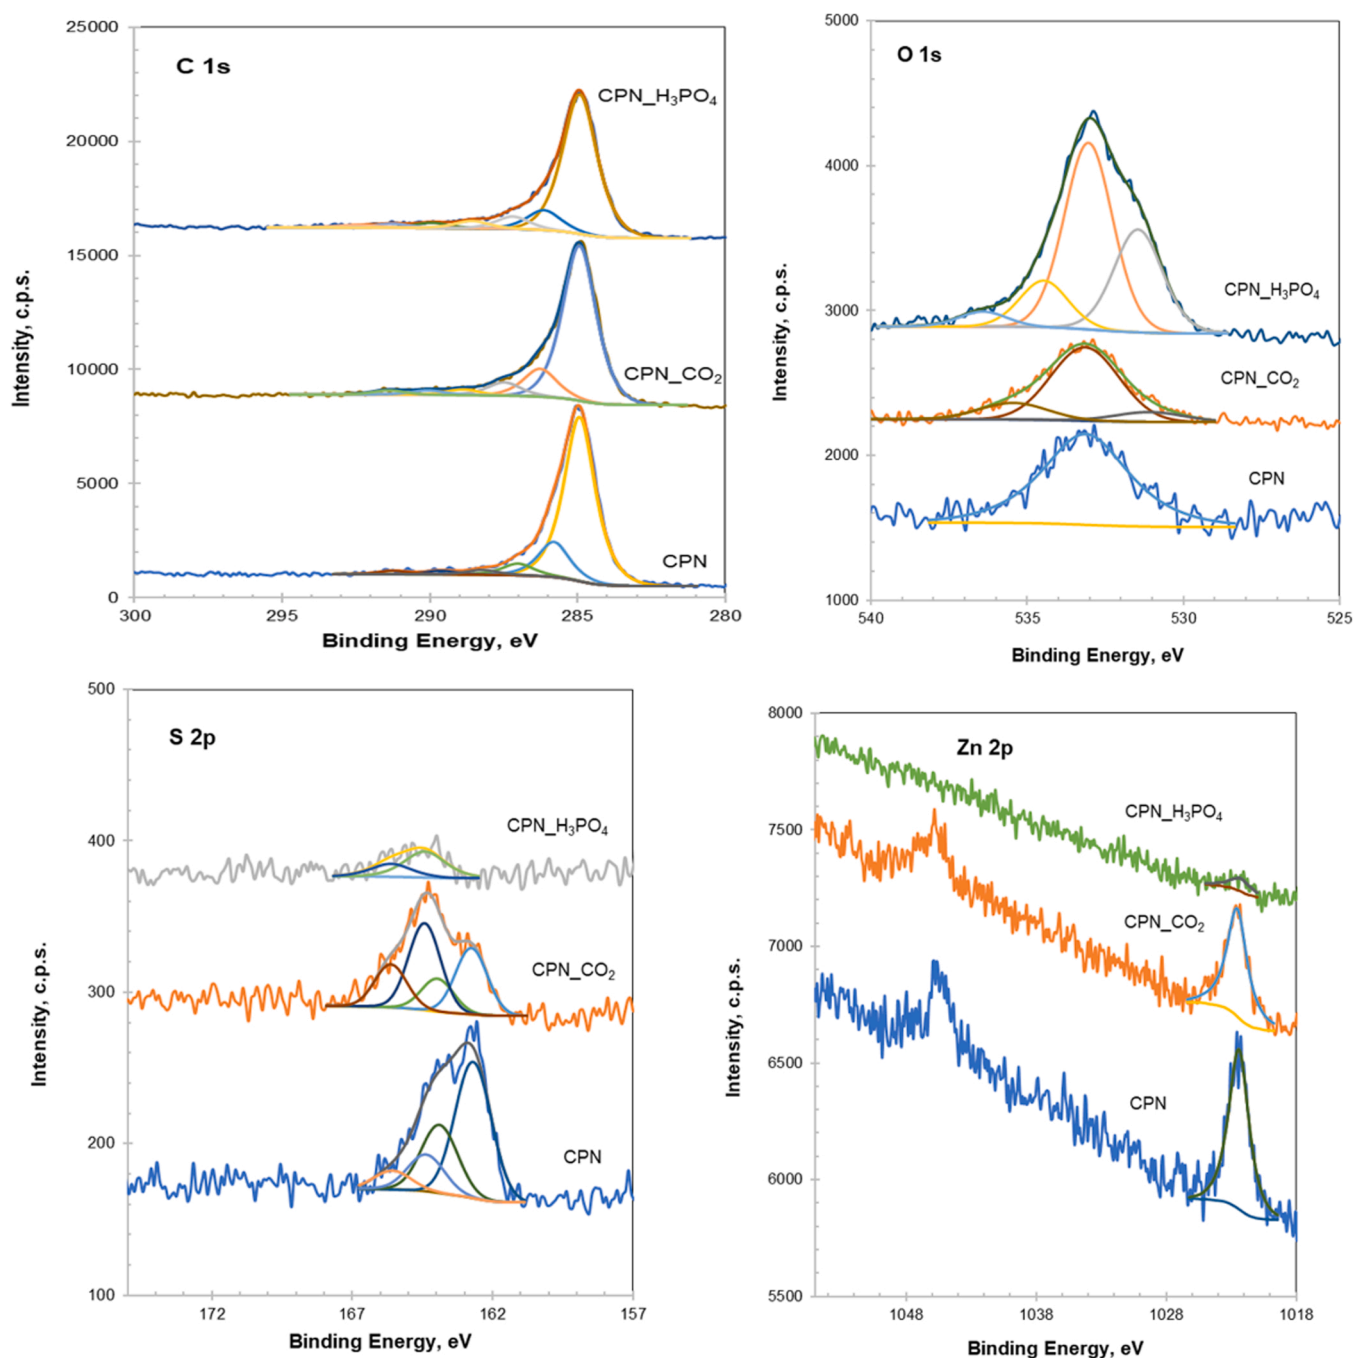 C 1s
25000
20000
15000
10000
5000
0
Intensity, c.p.s.
CPN_H₃PO₄
CPN_CO₂
CPN
300
295
290
285
280
Binding Energy, eV
O 1s
5000
4000
3000
2000
1000
Intensity, c.p.s.
CPN_H₃PO₄
CPN_CO₂
CPN
540
535
530
525
Binding Energy, eV
S 2p
500
400
300
200
100
Intensity, c.p.s.
CPN_H₃PO₄
CPN_CO₂
CPN
172
167
162
157
Binding Energy, eV
Zn 2p
8000
7500
7000
6500
6000
5500
Intensity, c.p.s.
CPN_H₃PO₄
CPN_CO₂
CPN
1048
1038
1028
1018
Binding Energy, eV